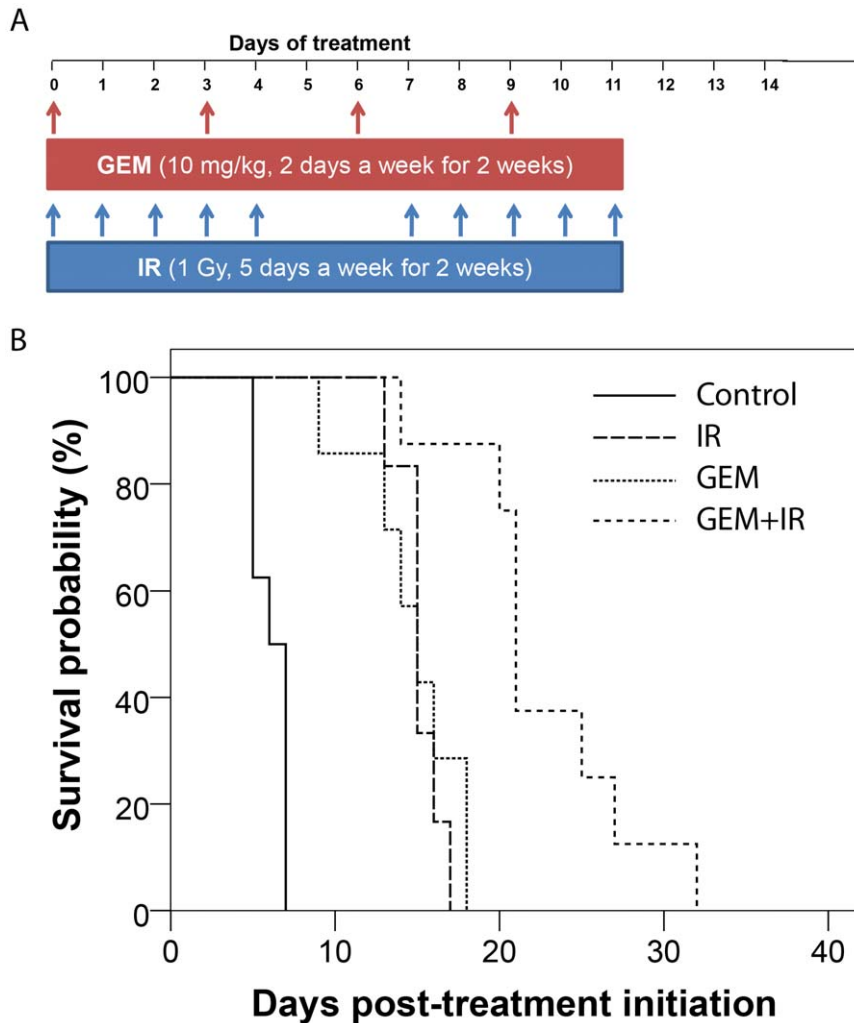 A
Days of treatment
0 1 2 3 4 5 6 7 8 9 10 11 12 13 14
GEM (10 mg/kg, 2 days a week for 2 weeks)
IR (1 Gy, 5 days a week for 2 weeks)
B
Survival probability (%)
100
80
60
40
20
0
Control
IR
GEM
GEM+IR
0 10 20 30 40
Days post-treatment initiation